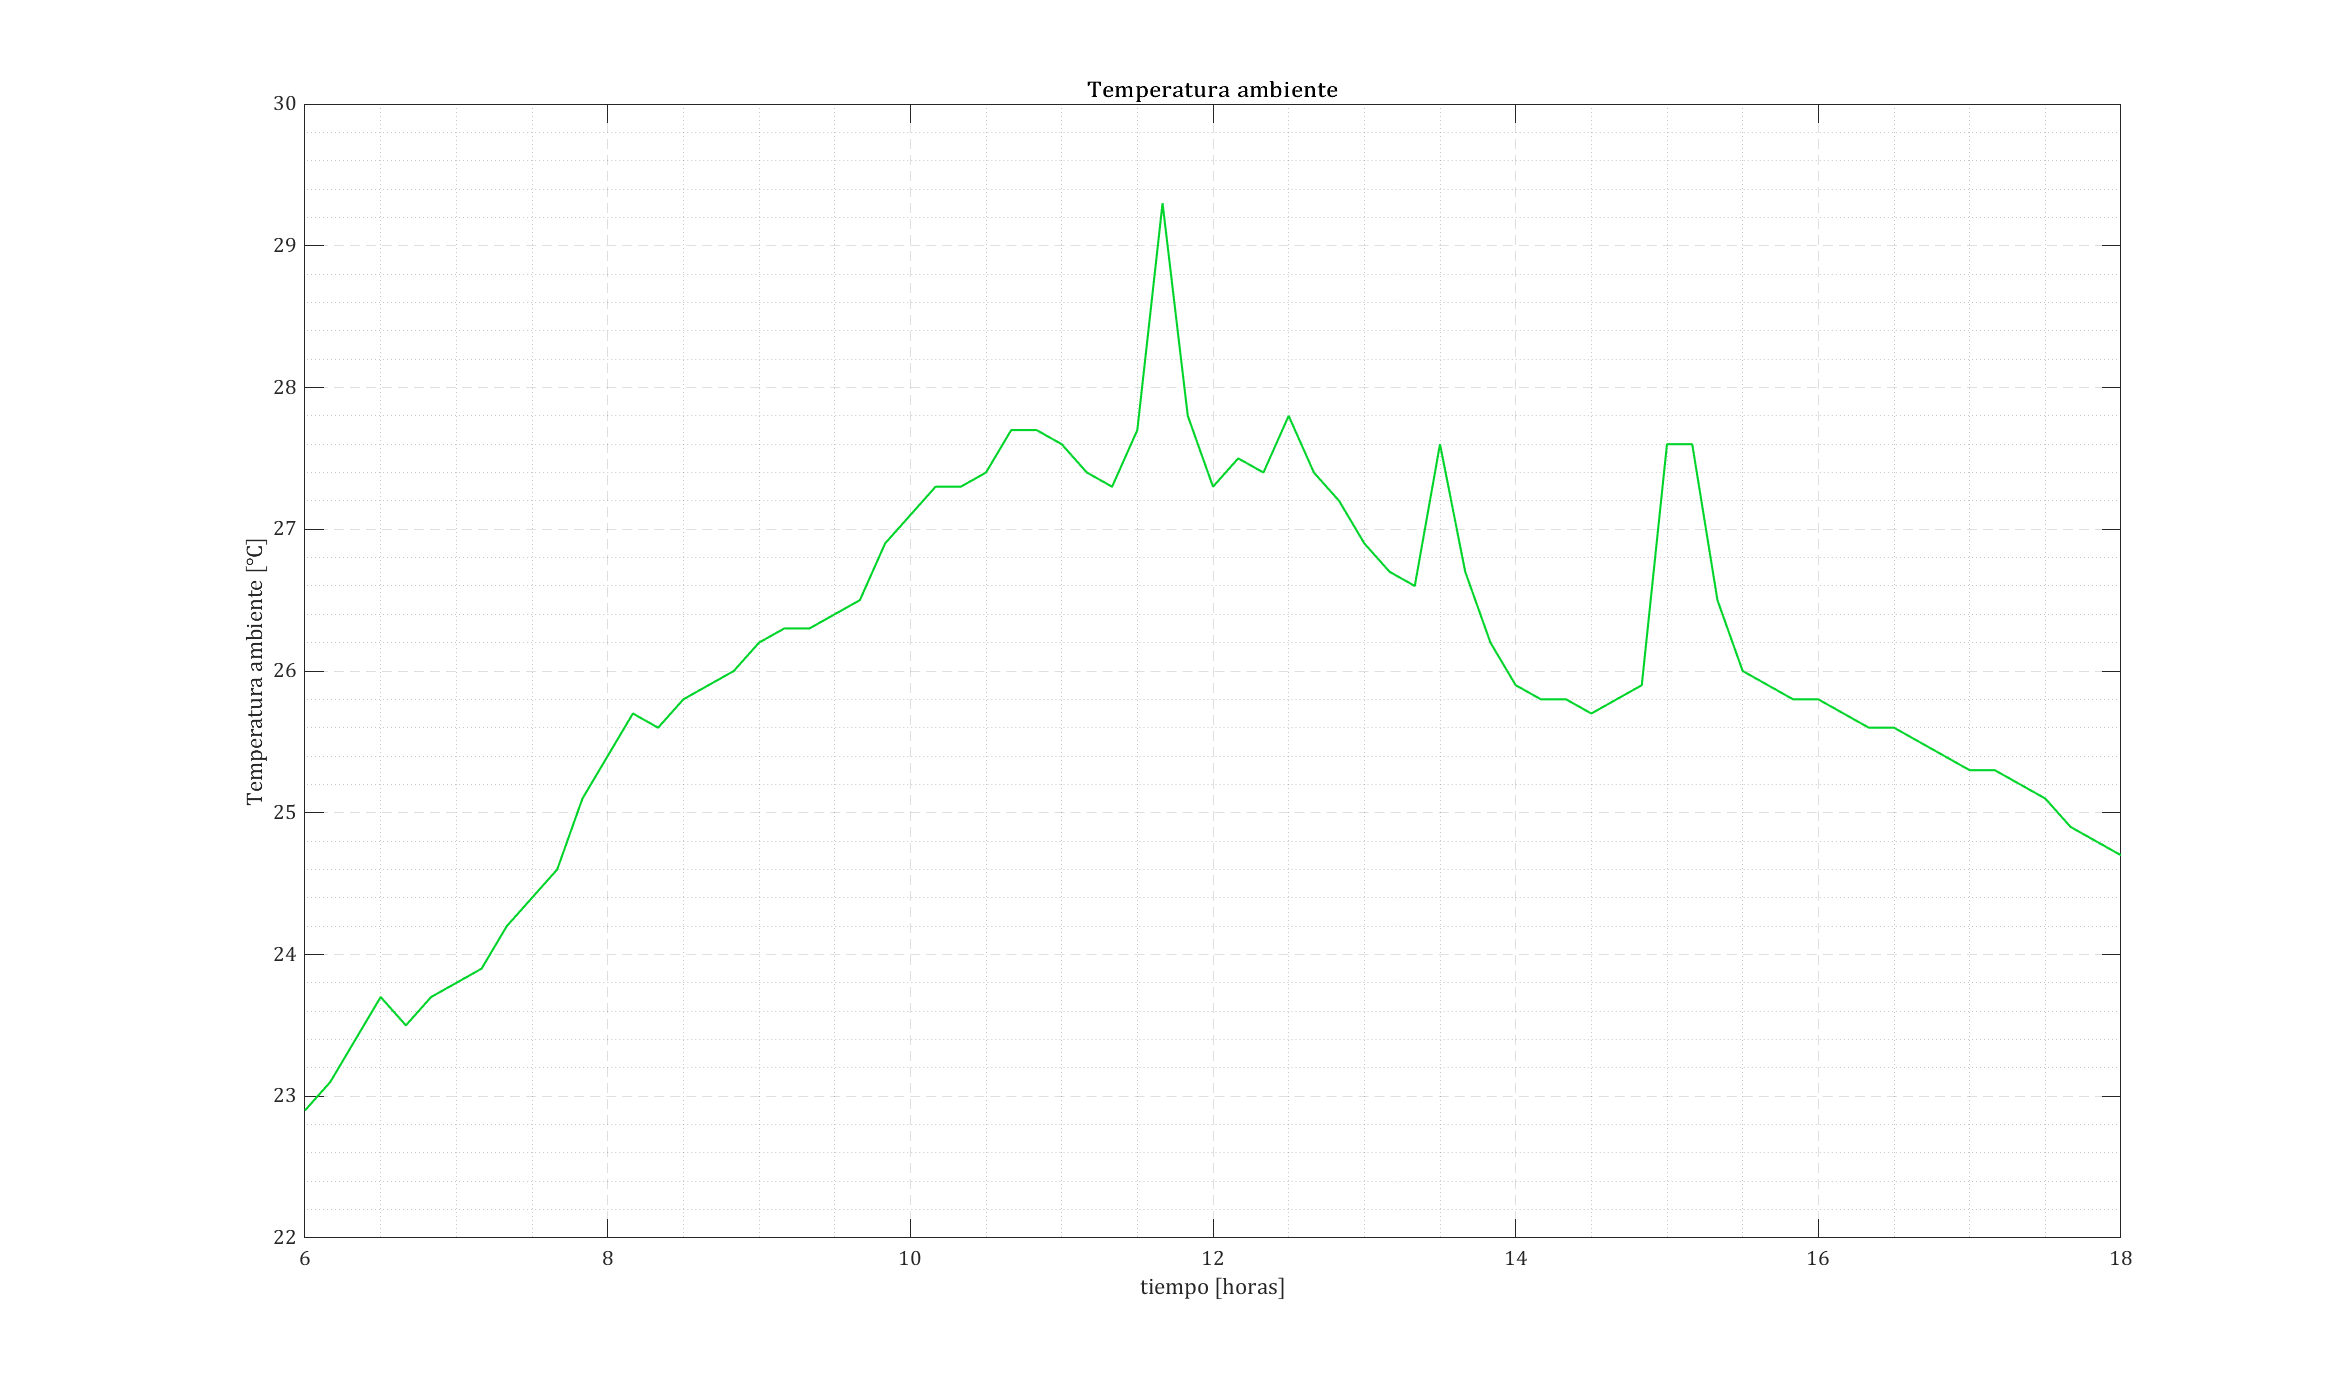 Temperatura ambiente
30
29
28
27
26
25
24
23
22
Temperatura ambiente [°C]
6 8 10 12 14 16 18
tiempo [horas]